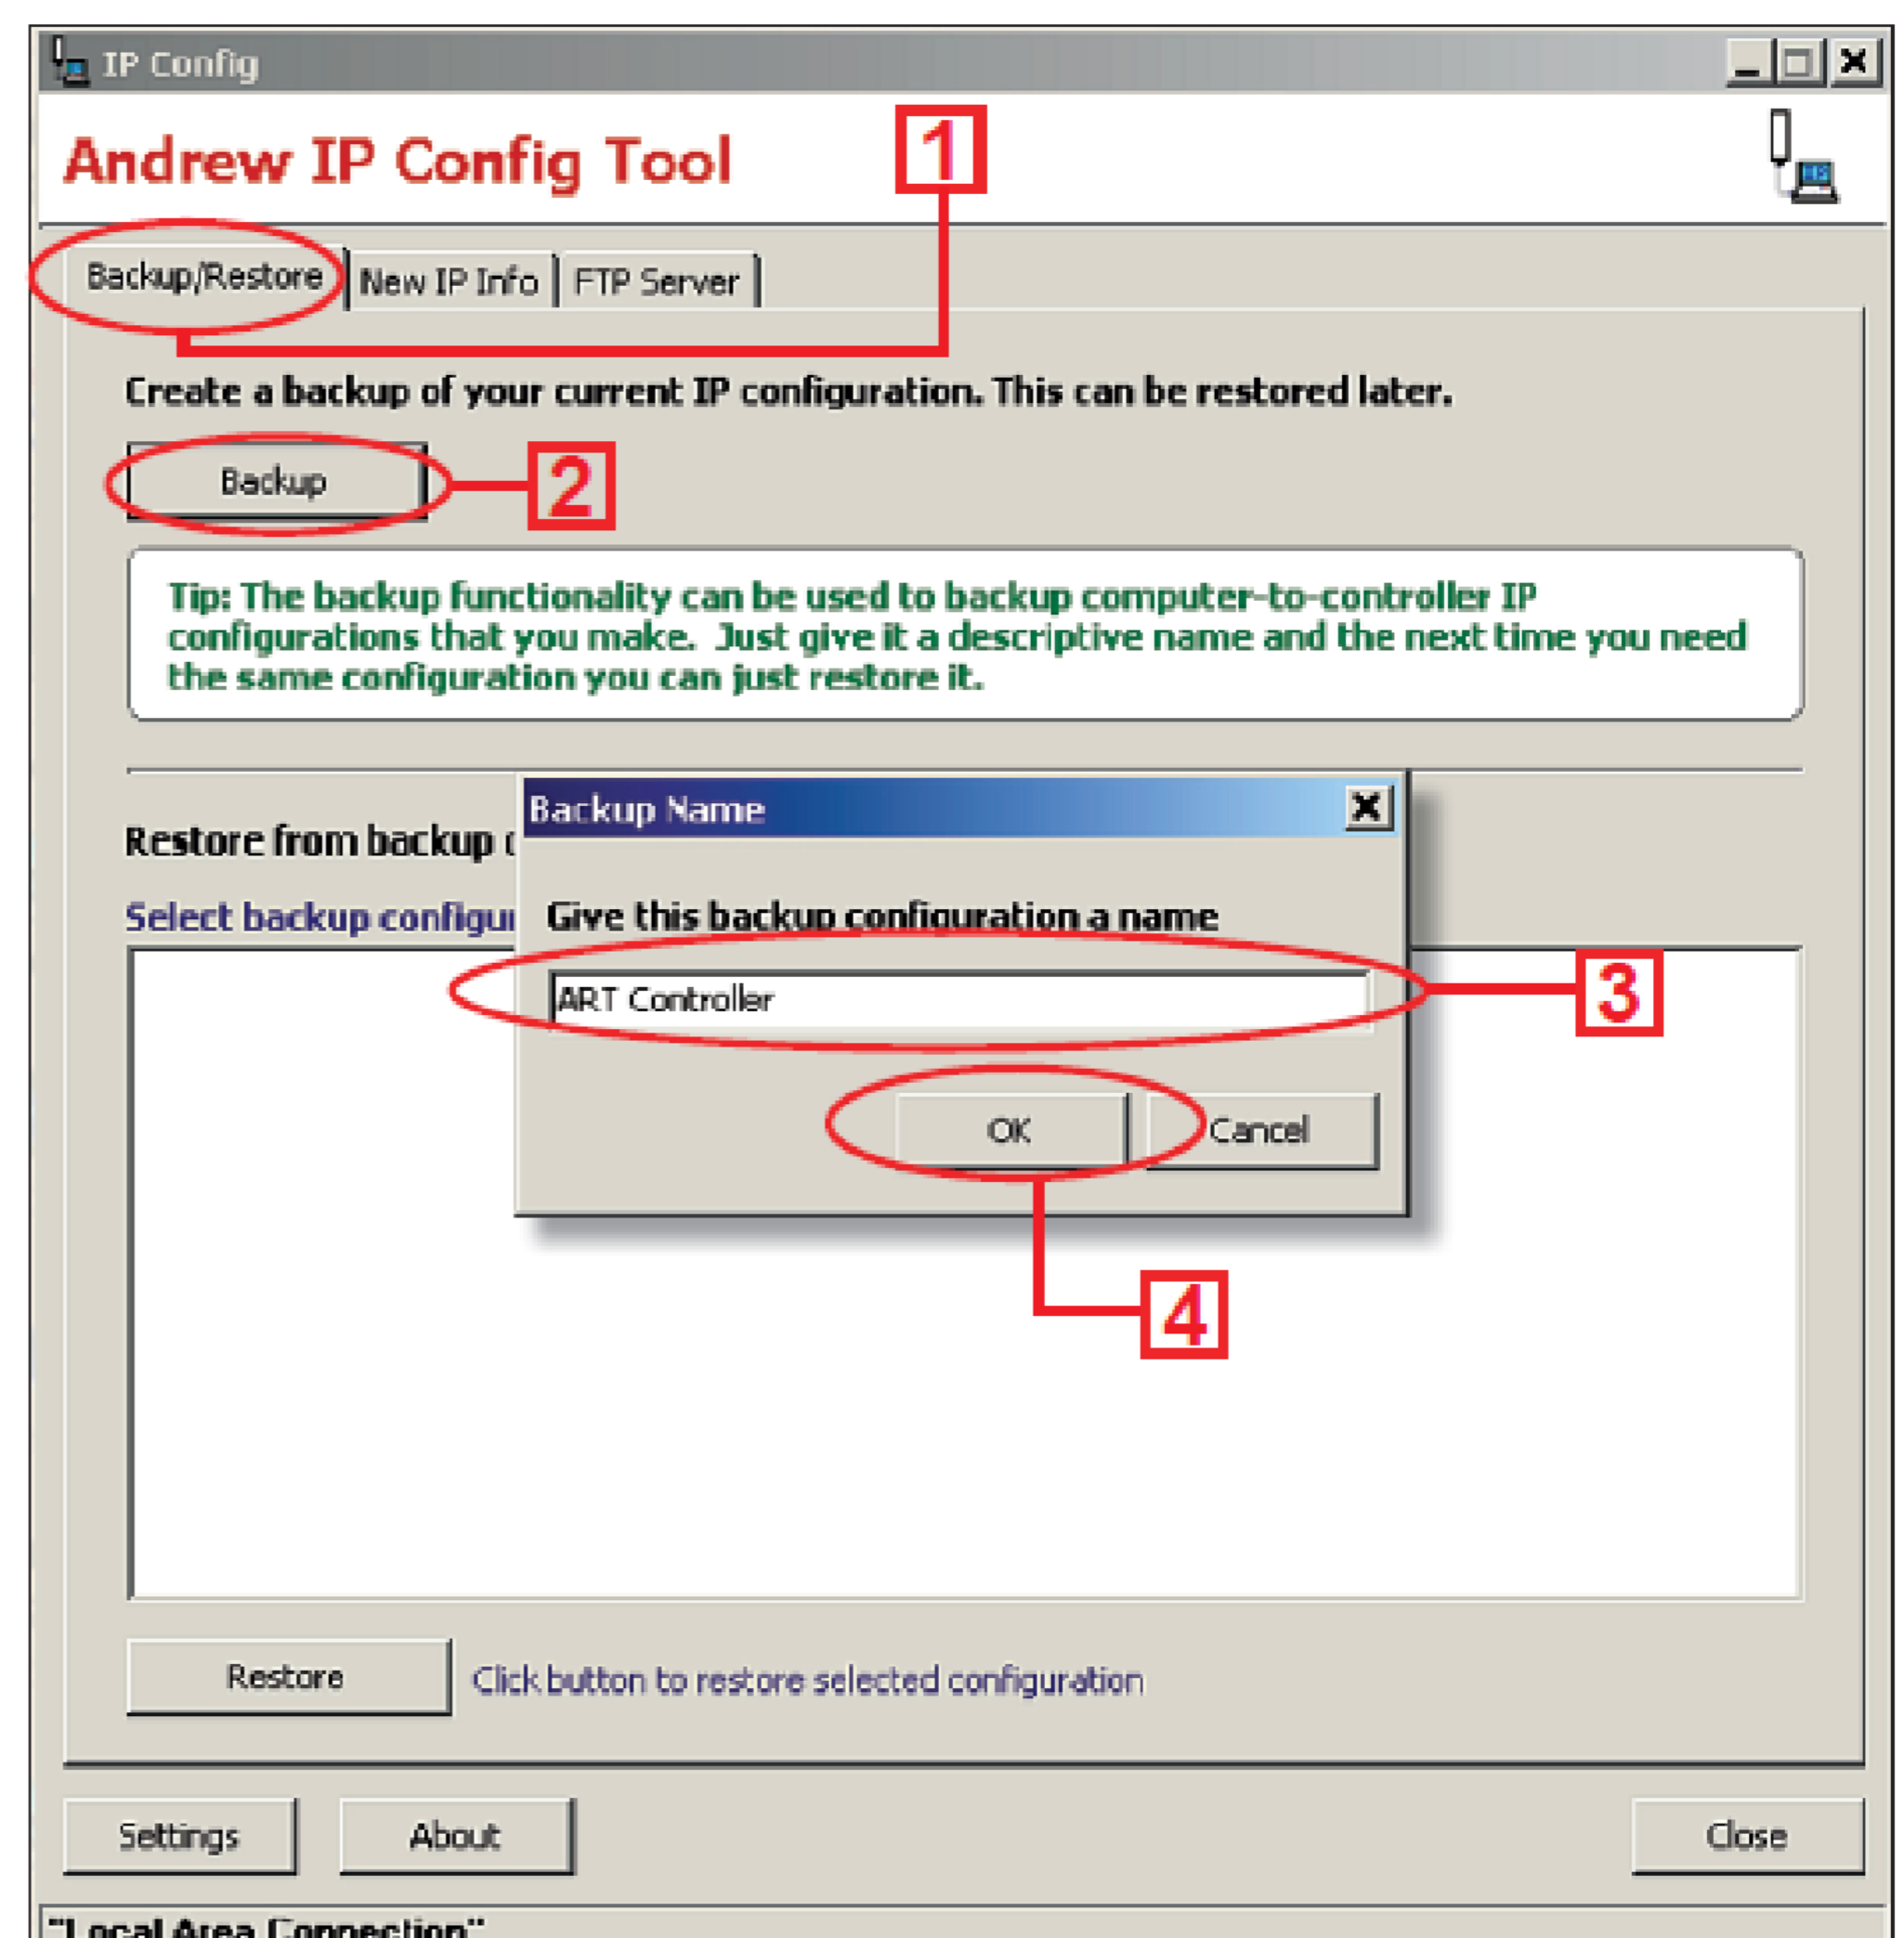 IP Config
Andrew IP Config Tool
1
Backup/Restore
New IP Info
FTP Server
Create a backup of your current IP configuration. This can be restored later.
Backup
2
Tip: The backup functionality can be used to backup computer-to-controller IP
configurations that you make. Just give it a descriptive name and the next time you need
the same configuration you can just restore it.
Restore from backup
Select backup
Backup Name
Give this backup configuration a name
ART Controller
3
OK
Cancel
4
Restore
Click button to restore selected configuration
Settings
About
Close
"Local Area Connection"